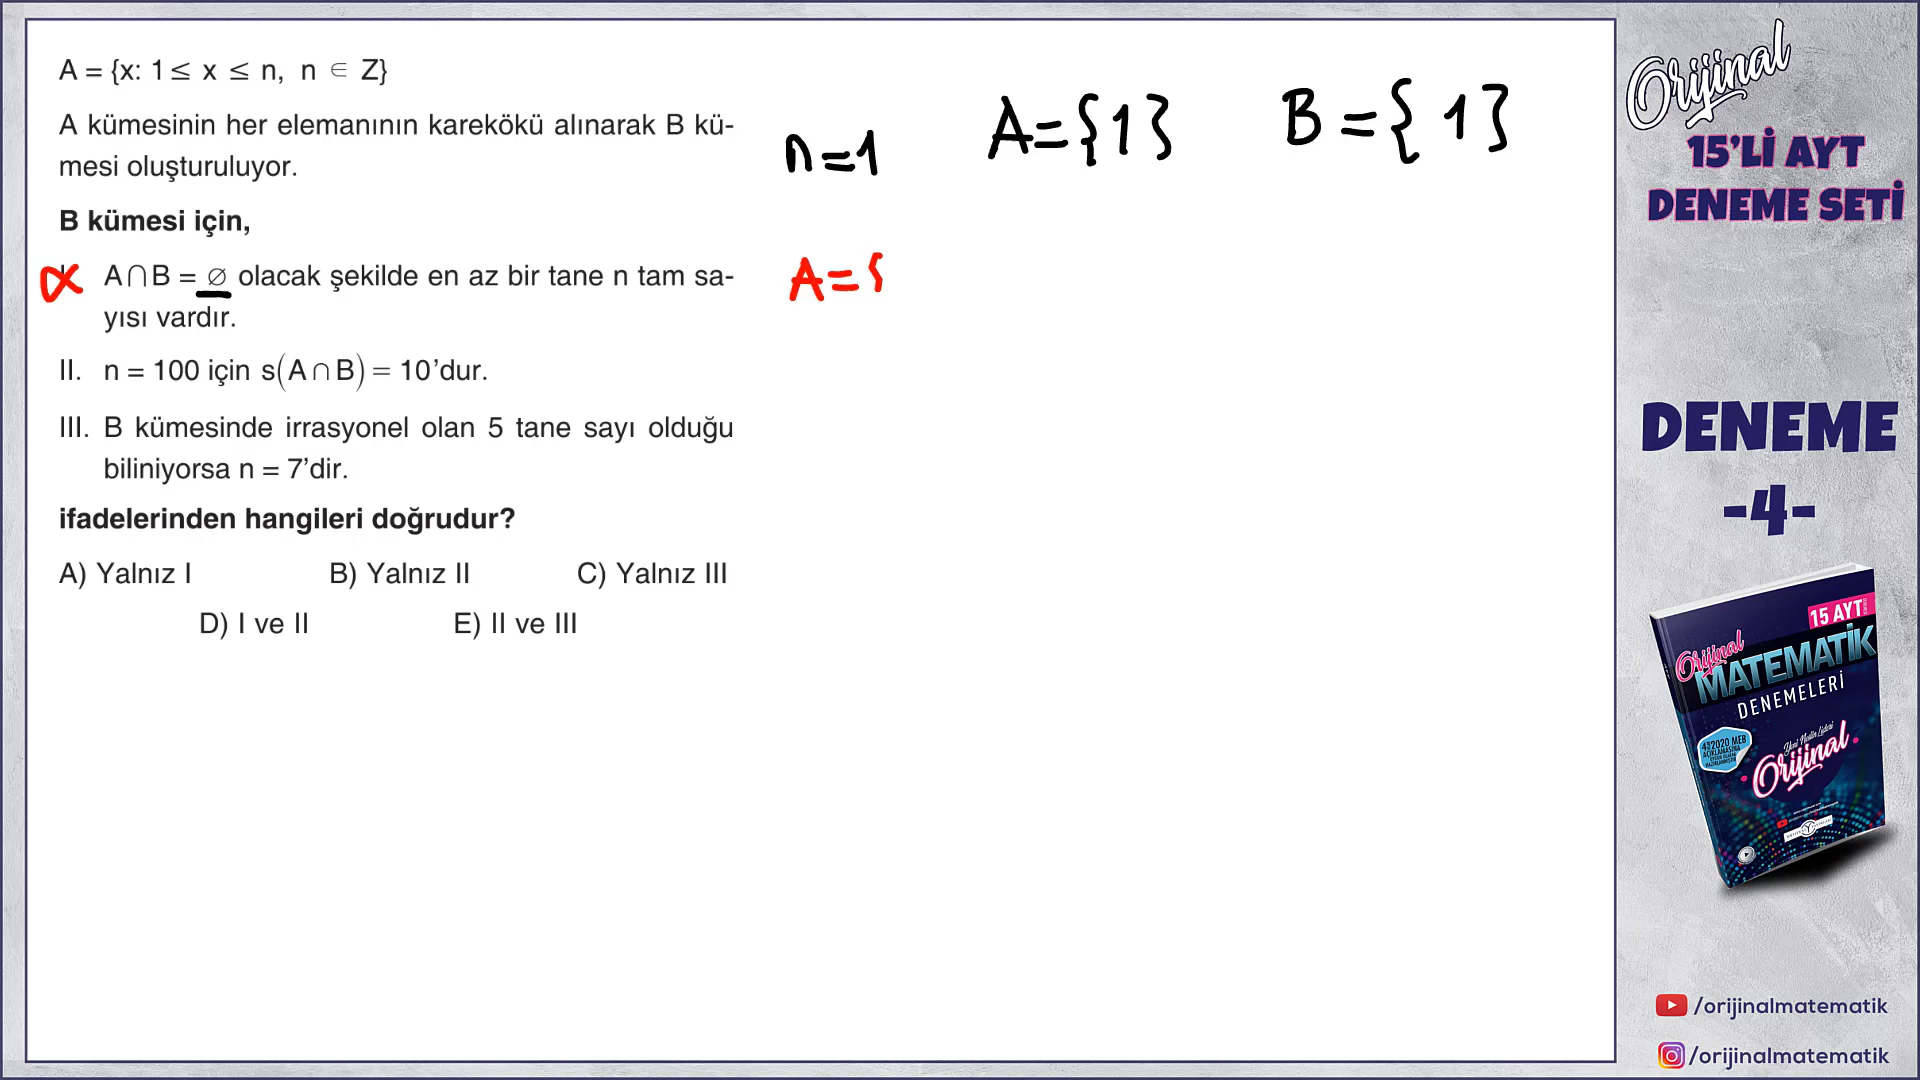 A = {x: 1 ≤ x ≤ n, n ∈ Z}
A kümesinin her elemanının karekökü alınarak B kü-
mesi oluşturuluyor.
B kümesi için,
A∩B = ∅ olacak şekilde en az bir tane n tam sa-
yısı vardır.
II. n = 100 için s(A∩B) = 10'dur.
III. B kümesinde irrasyonel olan 5 tane sayı olduğu
biliniyorsa n = 7'dir.
ifadelerinden hangileri doğrudur?
A) Yalnız I B) Yalnız II C) Yalnız III
D) I ve II E) II ve III
n=1 A={1} B={1}
A={
Orijinal
15'Lİ AYT
DENEME SETİ
DENEME
-4-
15 AYT
Orijinal
MATEMATİK
DENEMELERİ
Orijinal
/orijinalmatematik
/orijinalmatematik